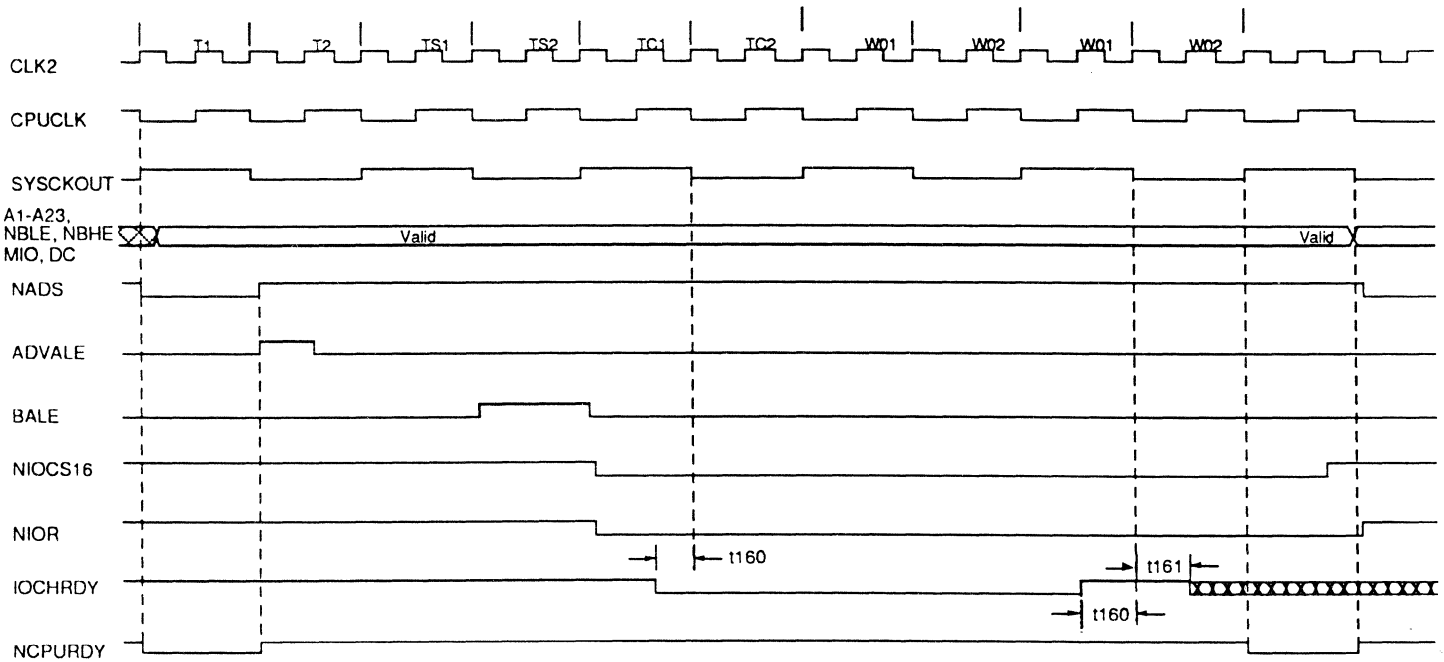 T1 T2 TS1 TS2 TC1 TC2 W01 W02 W01 W02
CLK2
CPUCLK
SYSCKOUT
A1-A23,
NBLE, NBHE Valid Valid
MIO, DC
NADS
ADVALE
BALE
NIOCS16
NIOR
t160
t161
IOCHRDY
t160
NCPURDY